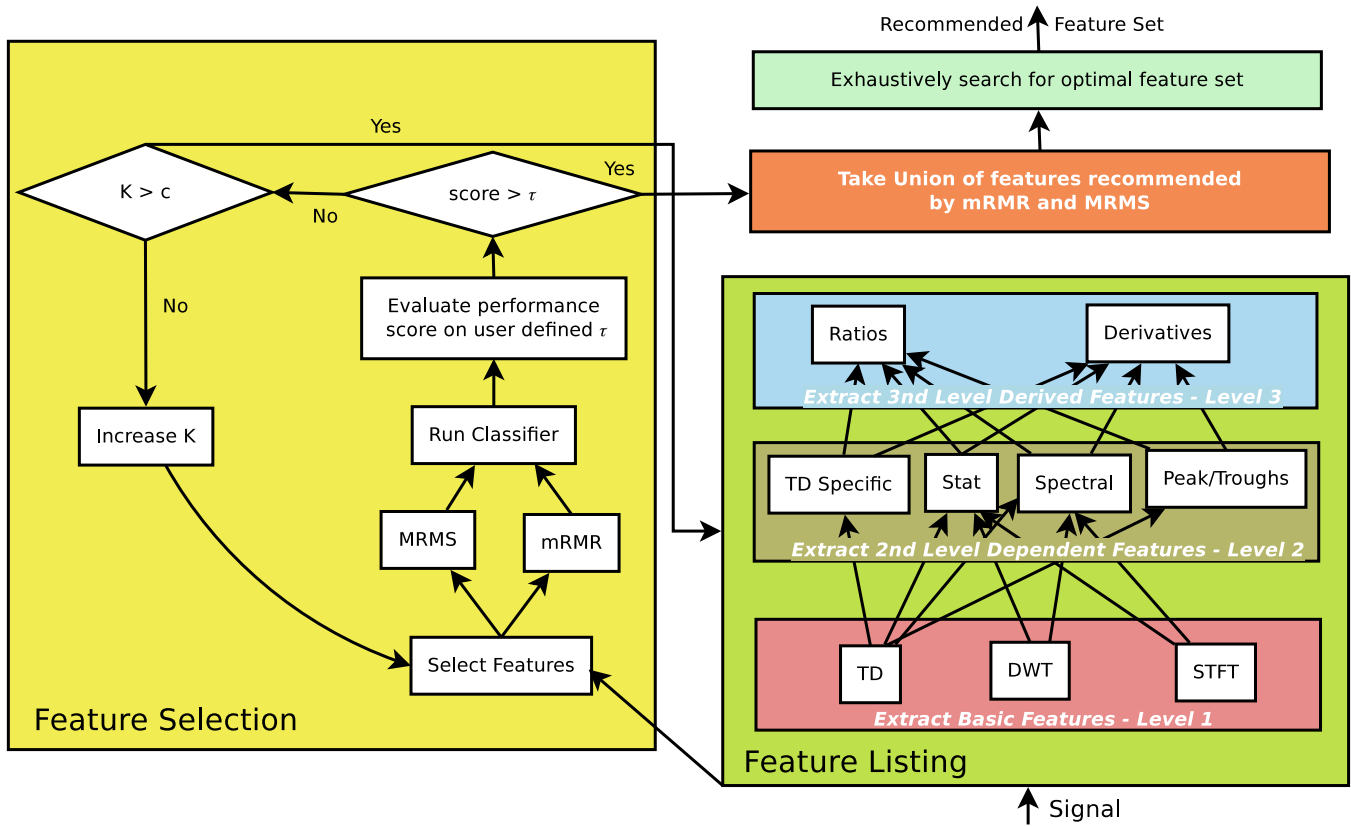 Recommended Feature Set
Exhaustively search for optimal feature set
Yes
Yes
K > c
score > τ
Take Union of features recommended
by mRMR and MRMS
No
No
Evaluate performance
score on user defined τ
Ratios
Derivatives
Extract 3nd Level Derived Features - Level 3
Increase K
Run Classifier
TD Specific
Stat
Spectral
Peak/Troughs
MRMS
mRMR
Extract 2nd Level Dependent Features - Level 2
Select Features
TD
DWT
STFT
Extract Basic Features - Level 1
Feature Selection
Feature Listing
Signal